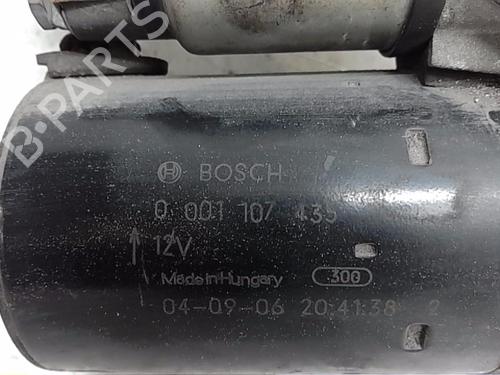 BOSCH
0 001 107 435
12V
Made in Hungary
300
04-09-06 20:41:38 2
B-Parts